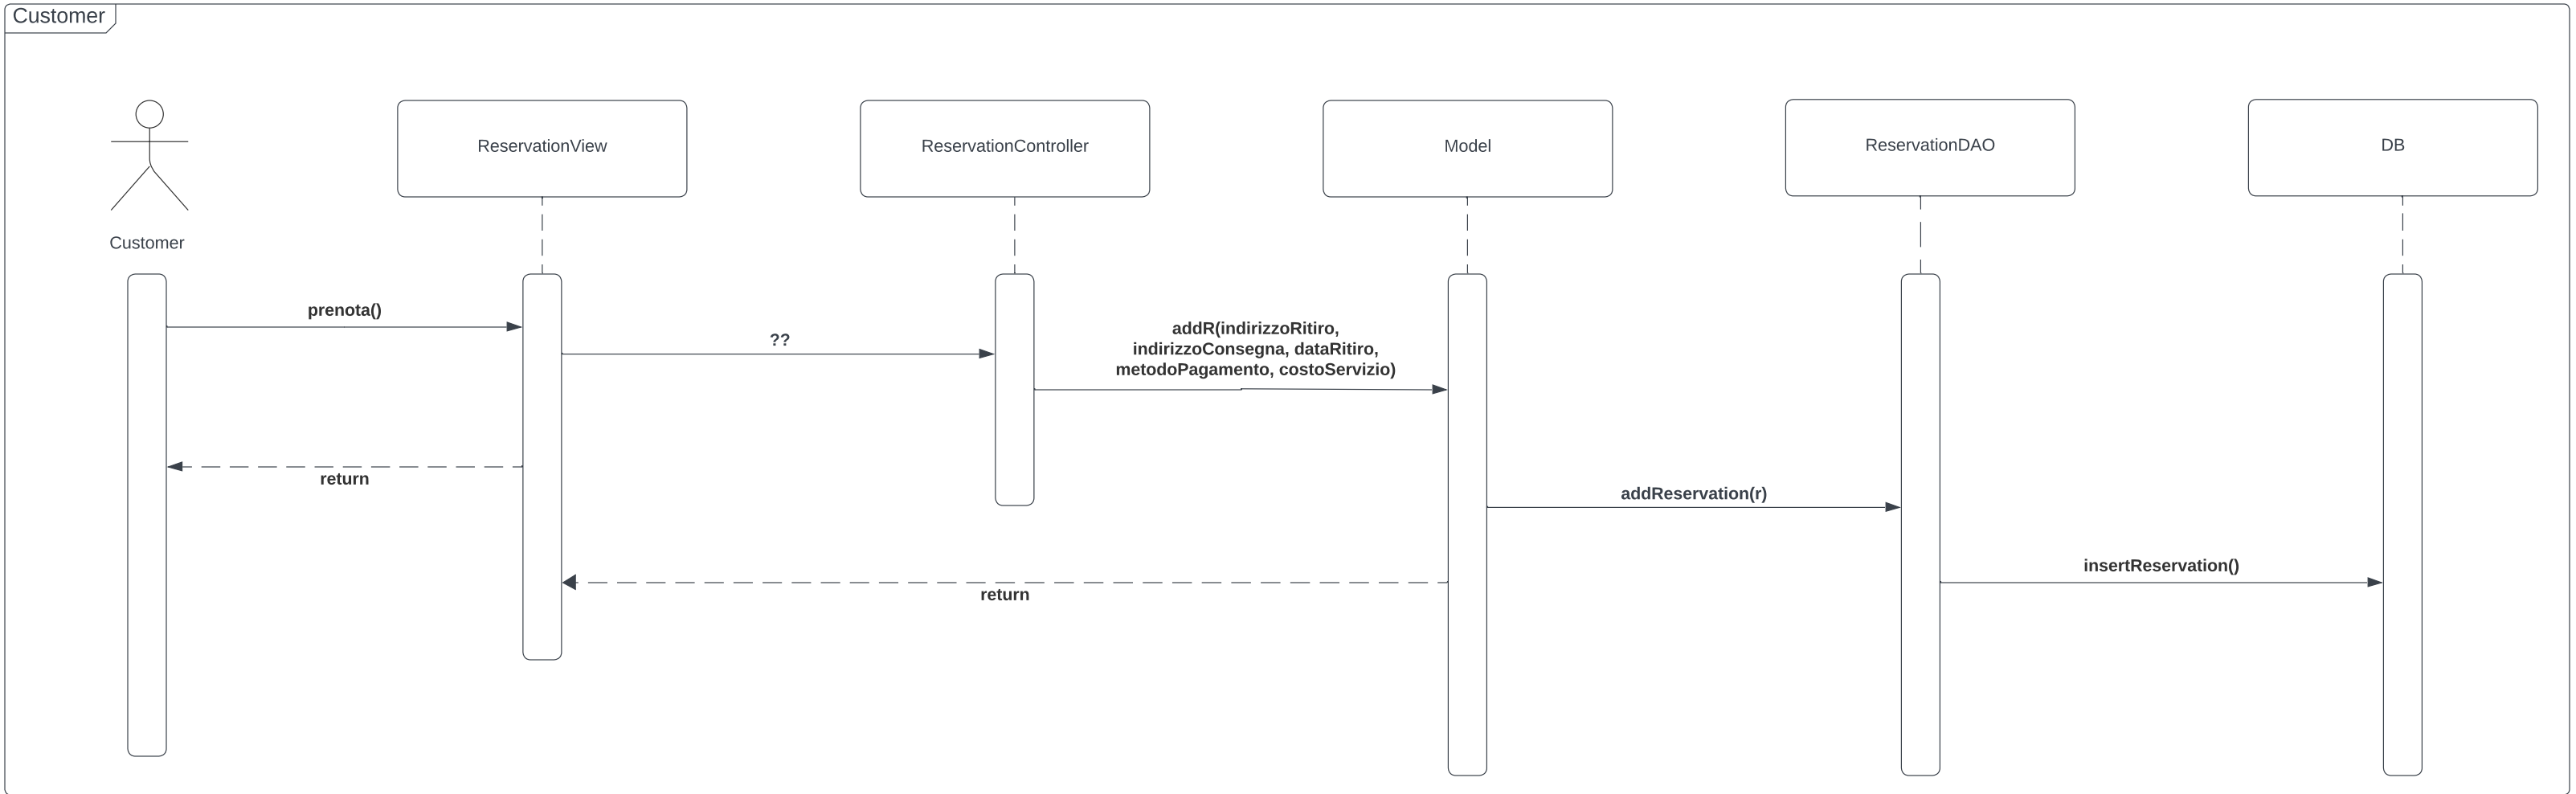 Customer
ReservationView
ReservationController
Model
ReservationDAO
DB
Customer
prenota()
??
addR(indirizzoRitiro,
indirizzoConsegna, dataRitiro,
metodoPagamento, costoServizio)
return
addReservation(r)
insertReservation()
return